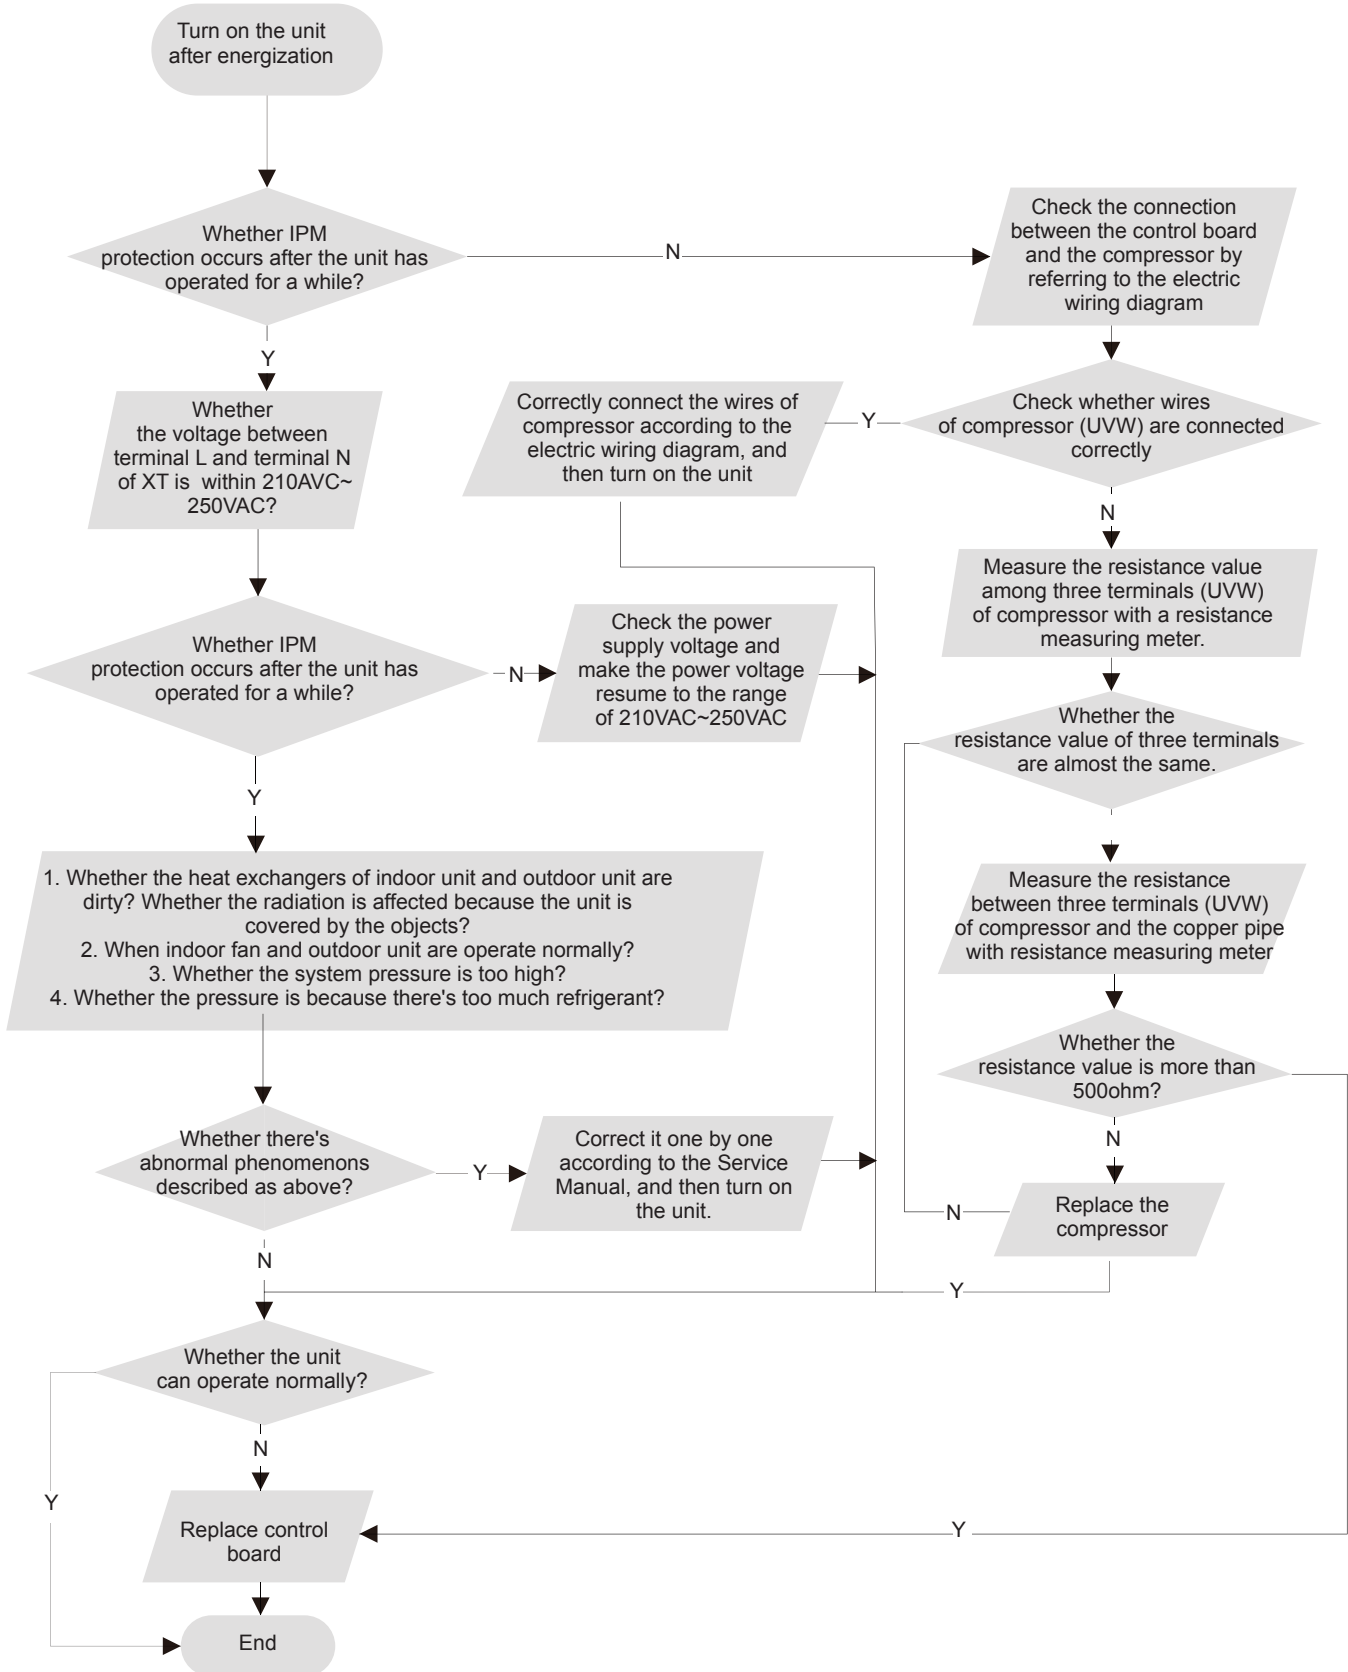 Turn on the unit
after energization
Whether IPM
protection occurs after the unit has
operated for a while?
N
Check the connection
between the control board
and the compressor by
referring to the electric
wiring diagram
Y
Whether
the voltage between
terminal L and terminal N
of XT is within 210AVC~
250VAC?
Correctly connect the wires of
compressor according to the
electric wiring diagram, and
then turn on the unit
Y
Check whether wires
of compressor (UVW) are connected
correctly
N
Measure the resistance value
among three terminals (UVW)
of compressor with a resistance
measuring meter.
Whether IPM
protection occurs after the unit has
operated for a while?
N
Check the power
supply voltage and
make the power voltage
resume to the range
of 210VAC~250VAC
Whether the
resistance value of three terminals
are almost the same.
Y
1. Whether the heat exchangers of indoor unit and outdoor unit are
dirty? Whether the radiation is affected because the unit is
covered by the objects?
2. When indoor fan and outdoor unit are operate normally?
3. Whether the system pressure is too high?
4. Whether the pressure is because there's too much refrigerant?
Measure the resistance
between three terminals (UVW)
of compressor and the copper pipe
with resistance measuring meter
Whether the
resistance value is more than
500ohm?
N
Whether there's
abnormal phenomenons
described as above?
Y
Correct it one by one
according to the Service
Manual, and then turn on
the unit.
N
Replace the
compressor
N
Y
Whether the unit
can operate normally?
N
Y
Replace control
board
Y
End